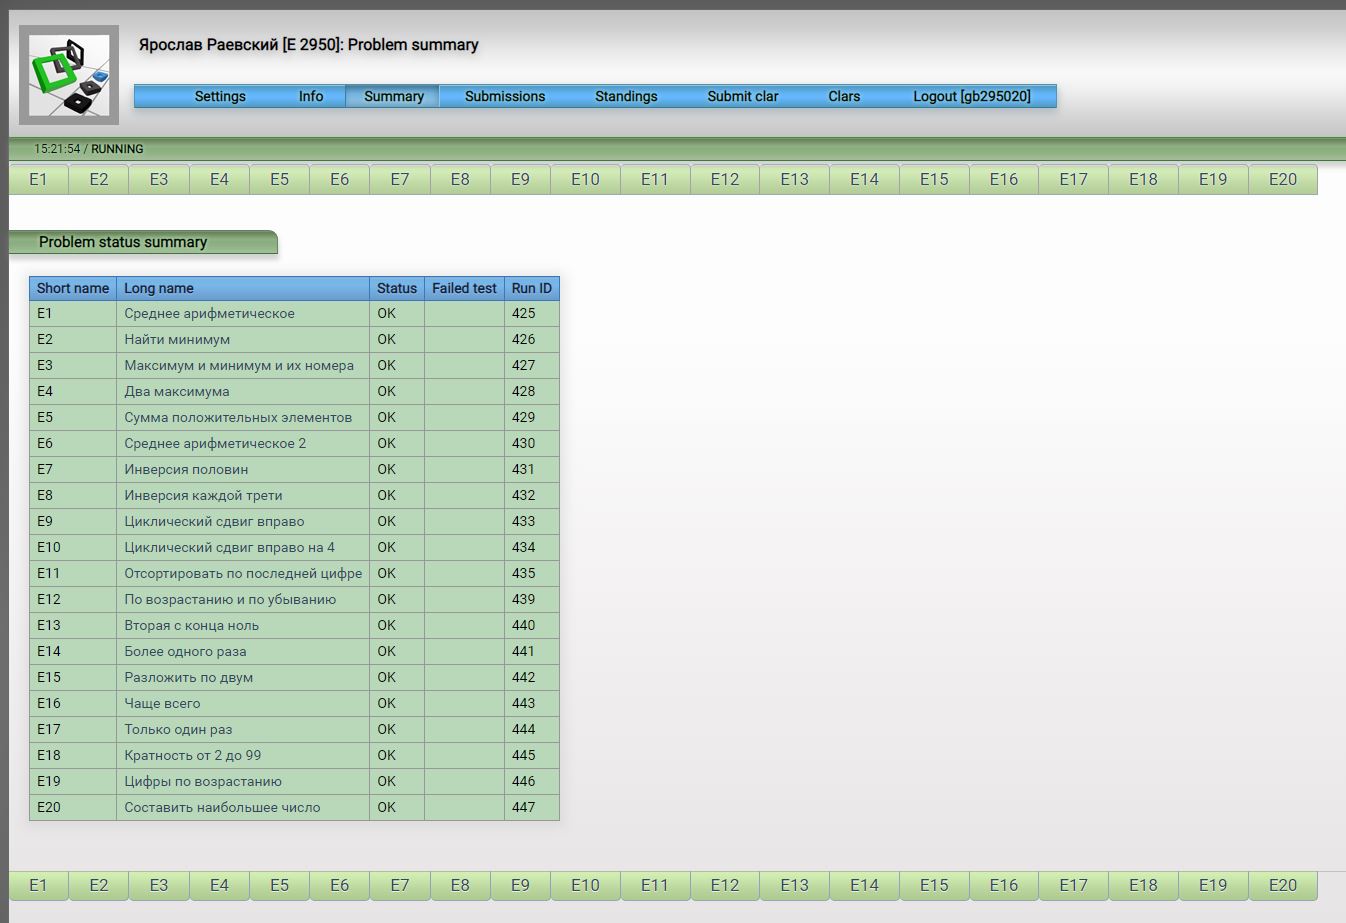 Ярослав Раевский [E 2950]: Problem summary
Settings Info Summary Submissions Standings Submit clar Clars Logout [gb295020]
15:21:54 / RUNNING
E1 E2 E3 E4 E5 E6 E7 E8 E9 E10 E11 E12 E13 E14 E15 E16 E17 E18 E19 E20
Problem status summary
Short name Long name Status Failed test Run ID
E1 Среднее арифметическое OK 425
E2 Найти минимум OK 426
E3 Максимум и минимум и их номера OK 427
E4 Два максимума OK 428
E5 Сумма положительных элементов OK 429
E6 Среднее арифметическое 2 OK 430
E7 Инверсия половин OK 431
E8 Инверсия каждой трети OK 432
E9 Циклический сдвиг вправо OK 433
E10 Циклический сдвиг вправо на 4 OK 434
E11 Отсортировать по последней цифре OK 435
E12 По возрастанию и по убыванию OK 439
E13 Вторая с конца ноль OK 440
E14 Более одного раза OK 441
E15 Разложить по двум OK 442
E16 Чаще всего OK 443
E17 Только один раз OK 444
E18 Кратность от 2 до 99 OK 445
E19 Цифры по возрастанию OK 446
E20 Составить наибольшее число OK 447
E1 E2 E3 E4 E5 E6 E7 E8 E9 E10 E11 E12 E13 E14 E15 E16 E17 E18 E19 E20